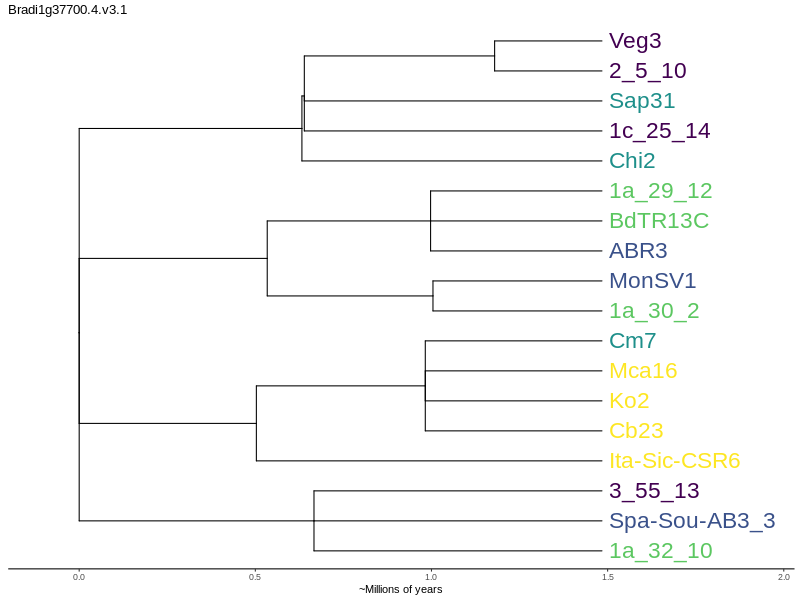 Bradi1g37700.4.v3.1
Veg3
2_5_10
Sap31
1c_25_14
Chi2
1a_29_12
BdTR13C
ABR3
MonSV1
1a_30_2
Cm7
Mca16
Ko2
Cb23
Ita-Sic-CSR6
3_55_13
Spa-Sou-AB3_3
1a_32_10
0.0 0.5 1.0 1.5 2.0
~Millions of years